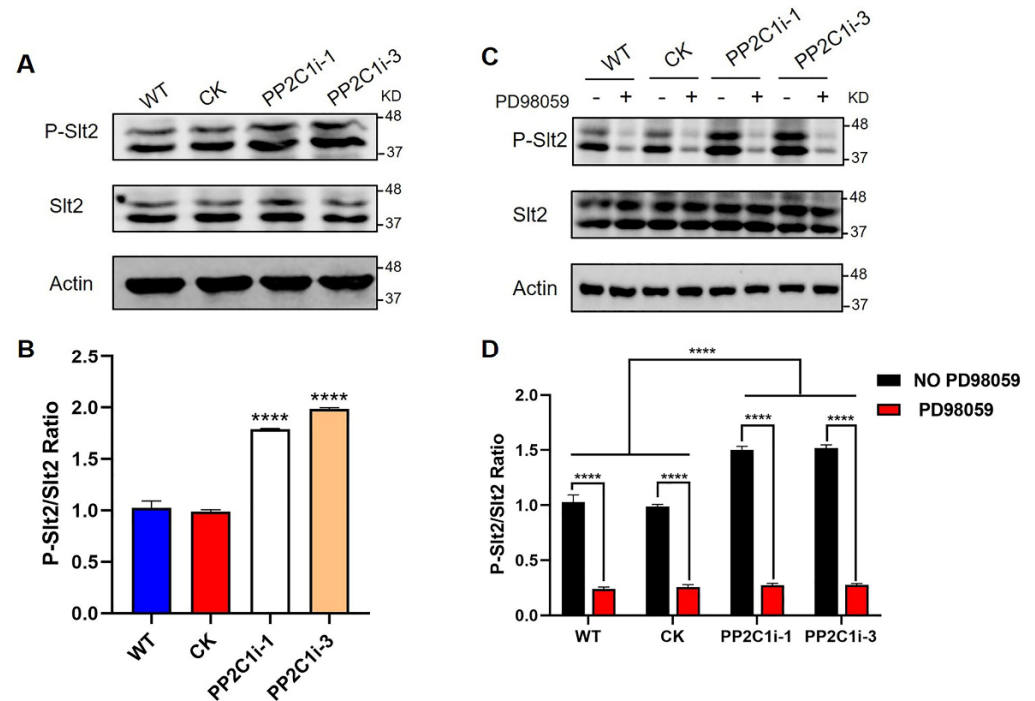 A
WT
CK
PP2C1i-1
PP2C1i-3
KD
P-Slt2
48
37
Slt2
48
37
Actin
48
37
B
P-Slt2/Slt2 Ratio
2.5
2.0
1.5
1.0
0.5
0.0
****
****
WT
CK
PP2C1i-1
PP2C1i-3
C
WT
CK
PP2C1i-1
PP2C1i-3
PD98059 - + - + - + - + KD
P-Slt2
48
37
Slt2
48
37
Actin
48
37
D
****
NO PD98059
PD98059
P-Slt2/Slt2 Ratio
2.0
1.5
1.0
0.5
0.0
****
****
****
****
WT
CK
PP2C1i-1
PP2C1i-3